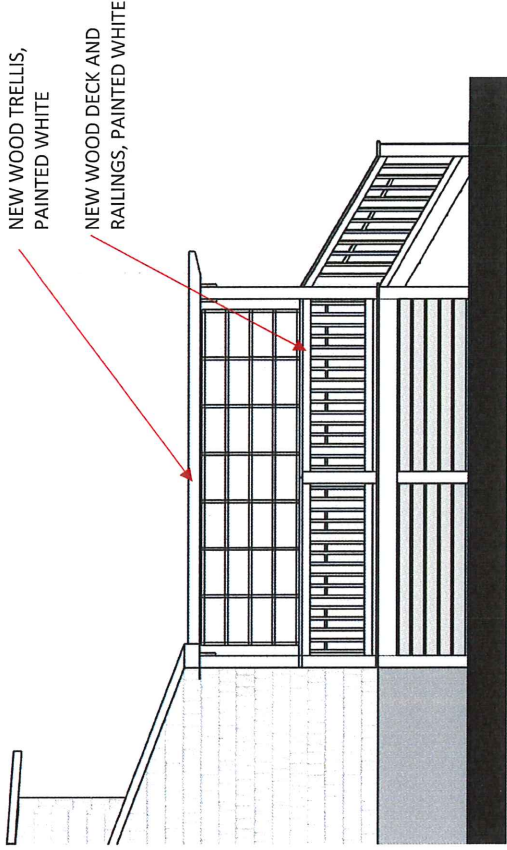 NEW WOOD TRELLIS,
PAINTED WHITE
NEW WOOD DECK AND
RAILINGS, PAINTED WHITE